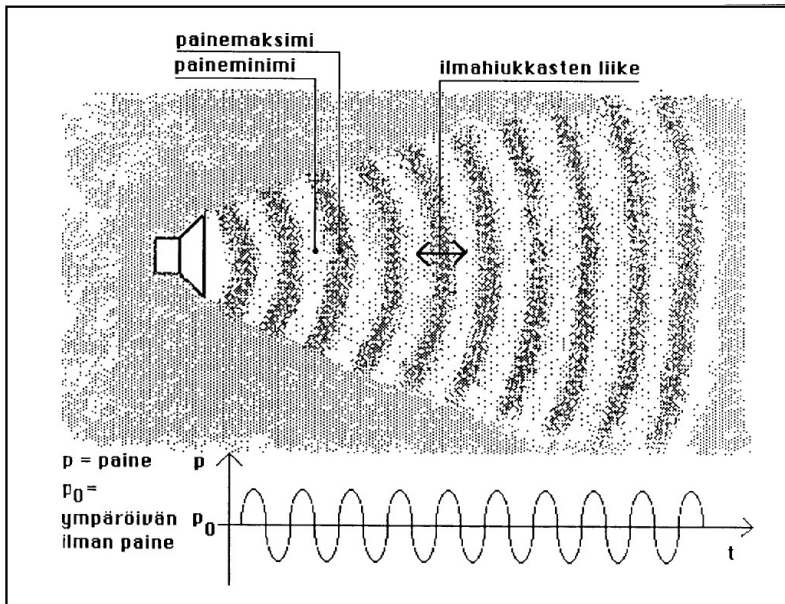 painemaksimi
paineminimi
ilmahiukkasten liike
p = paine
p
p₀ =
ympäröivän
ilman paine
p₀
t